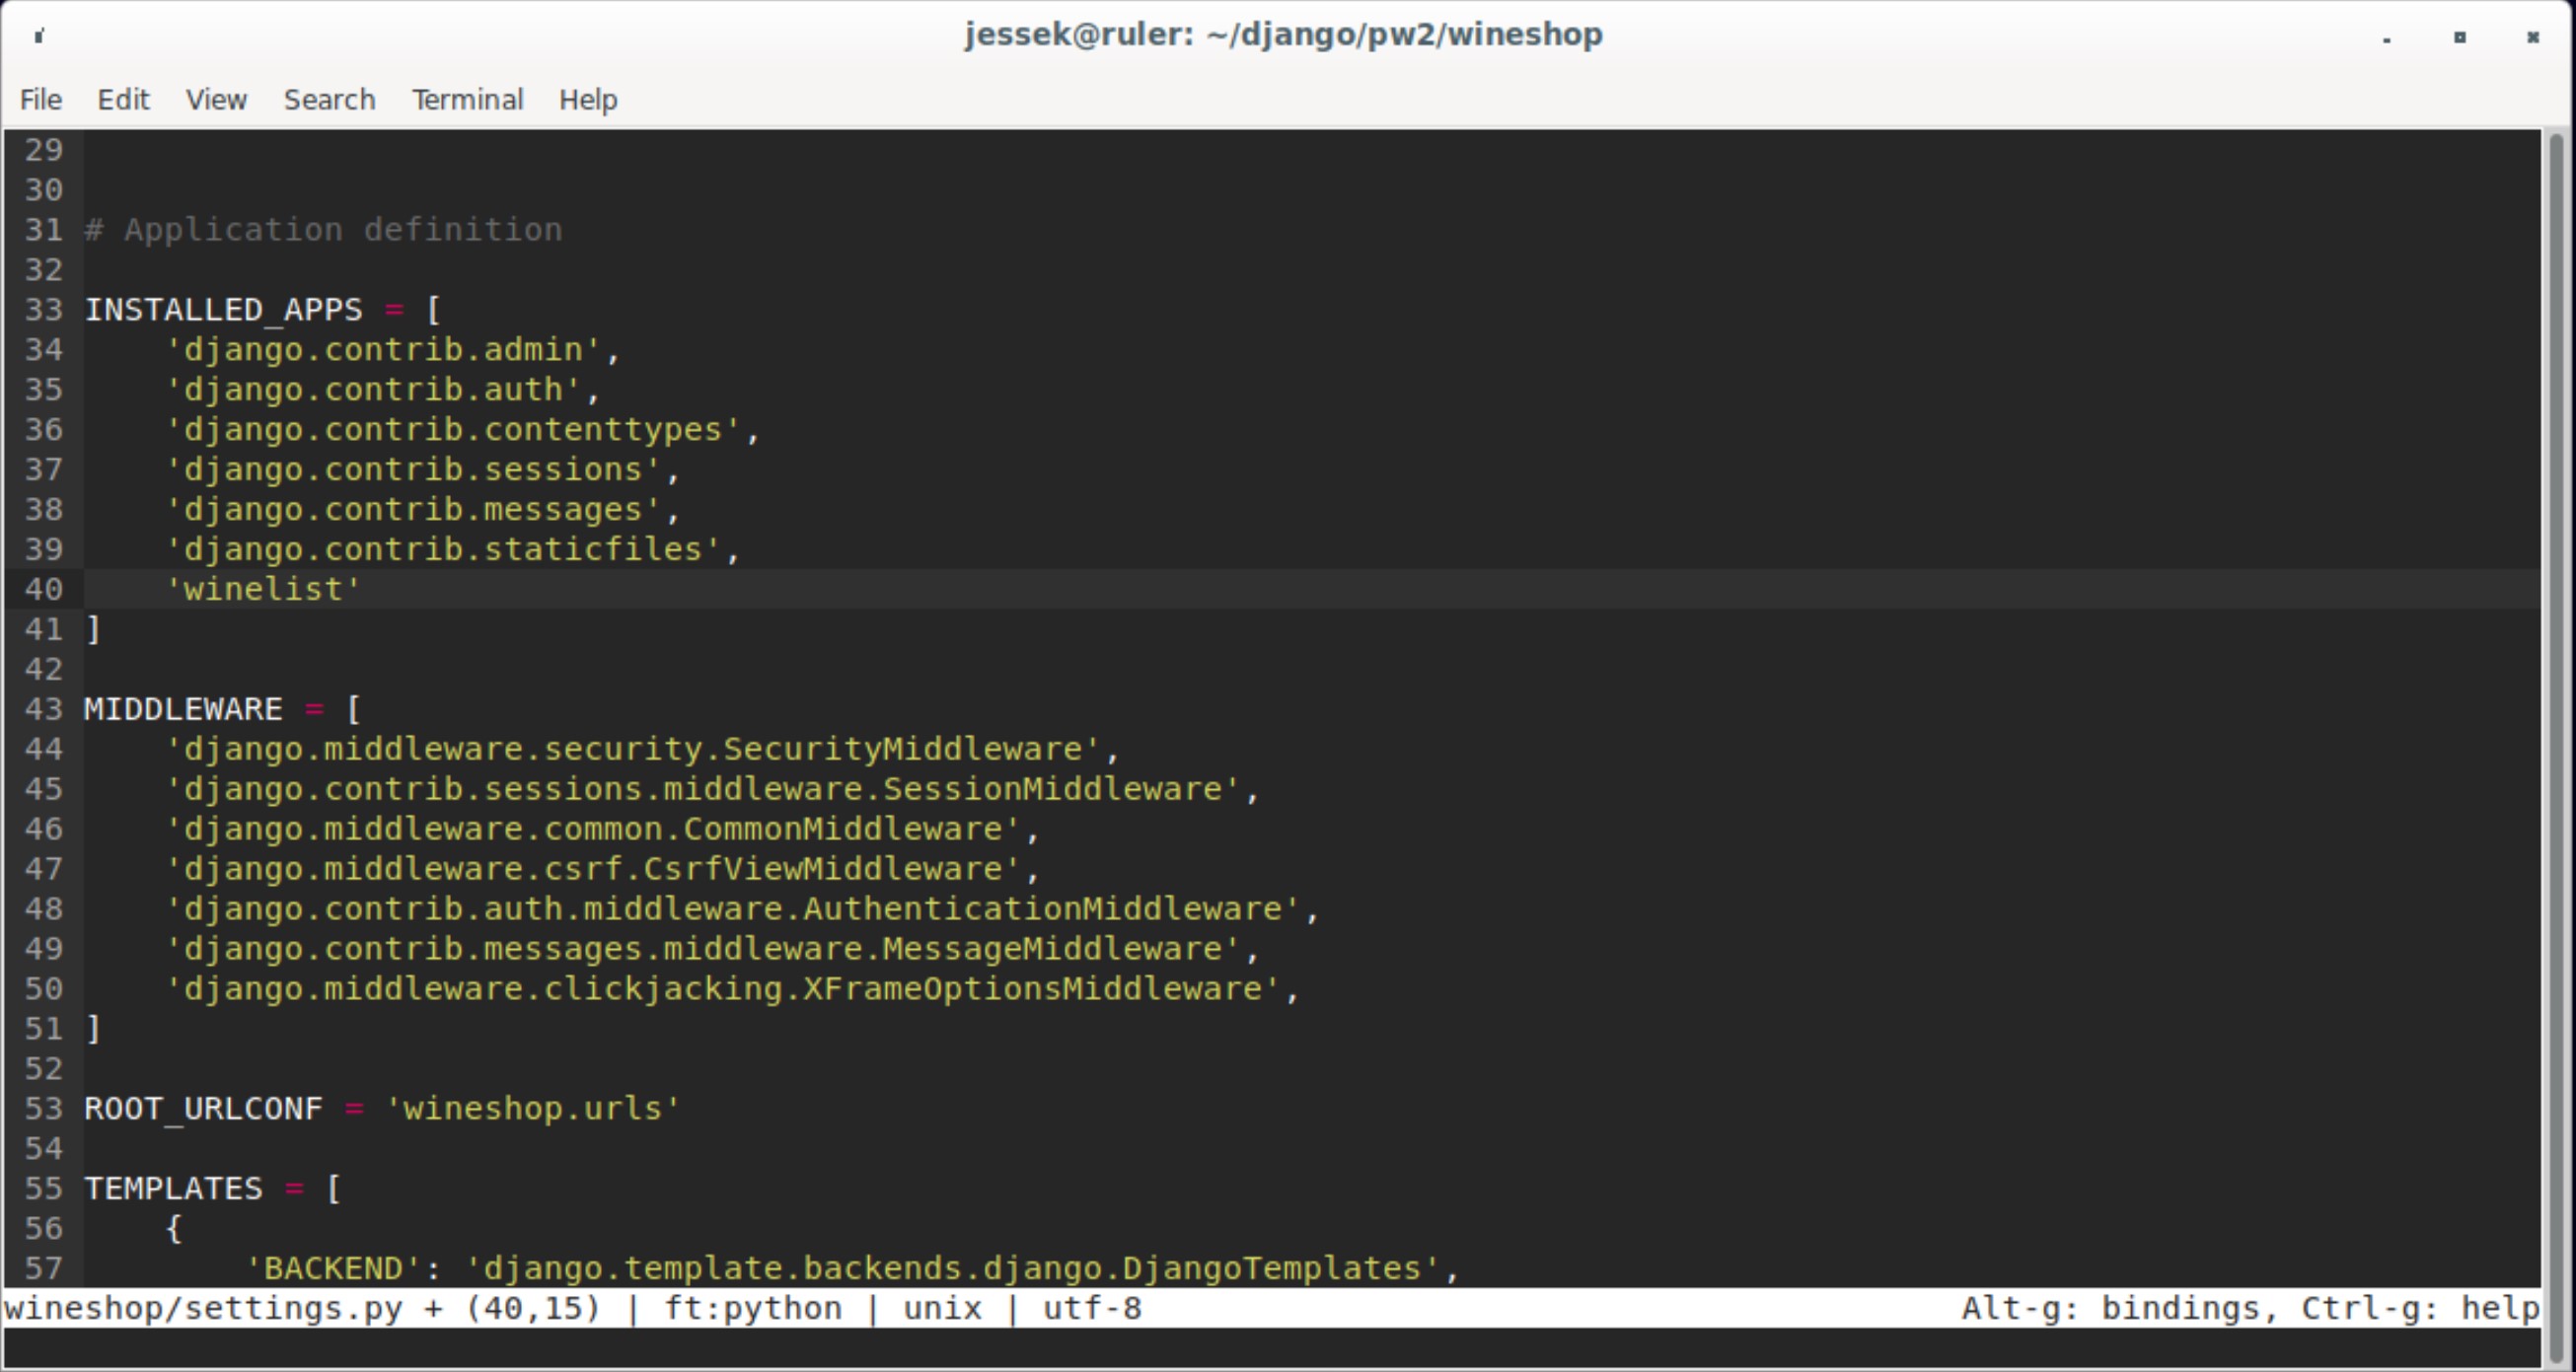 jessek@ruler: ~/django/pw2/wineshop
File Edit View Search Terminal Help
29
30
31 # Application definition
32
33 INSTALLED_APPS = [
34     'django.contrib.admin',
35     'django.contrib.auth',
36     'django.contrib.contenttypes',
37     'django.contrib.sessions',
38     'django.contrib.messages',
39     'django.contrib.staticfiles',
40     'winelist'
41 ]
42
43 MIDDLEWARE = [
44     'django.middleware.security.SecurityMiddleware',
45     'django.contrib.sessions.middleware.SessionMiddleware',
46     'django.middleware.common.CommonMiddleware',
47     'django.middleware.csrf.CsrfViewMiddleware',
48     'django.contrib.auth.middleware.AuthenticationMiddleware',
49     'django.contrib.messages.middleware.MessageMiddleware',
50     'django.middleware.clickjacking.XFrameOptionsMiddleware',
51 ]
52
53 ROOT_URLCONF = 'wineshop.urls'
54
55 TEMPLATES = [
56     {
57         'BACKEND': 'django.template.backends.django.DjangoTemplates',
wineshop/settings.py + (40,15) | ft:python | unix | utf-8 Alt-g: bindings, Ctrl-g: help